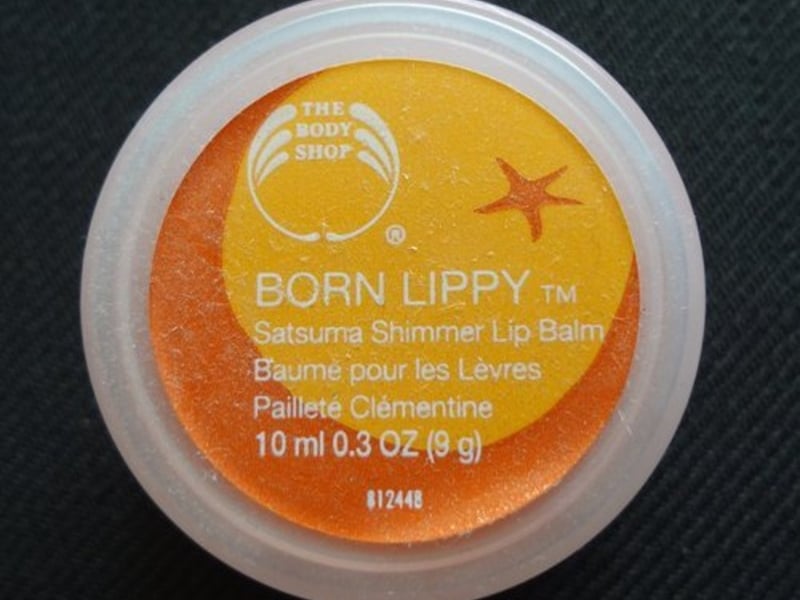 THE
BODY
SHOP
®
BORN LIPPY ™
Satsuma Shimmer Lip Balm
Baume pour les Lèvres
Pailleté Clémentine
10 ml 0.3 OZ (9 g)
812448